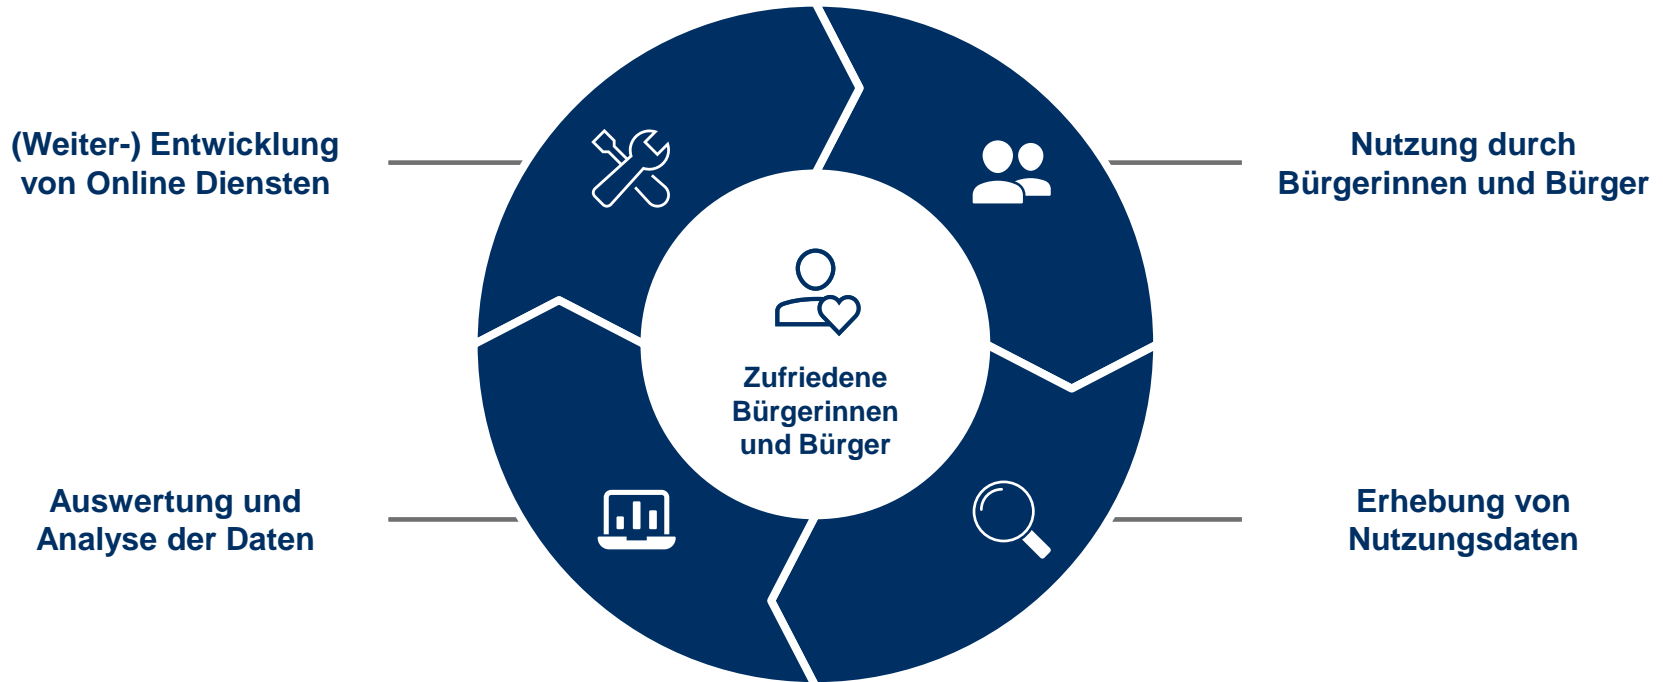 (Weiter-) Entwicklung
von Online Diensten
Nutzung durch
Bürgerinnen und Bürger
Zufriedene
Bürgerinnen
und Bürger
Auswertung und
Analyse der Daten
Erhebung von
Nutzungsdaten